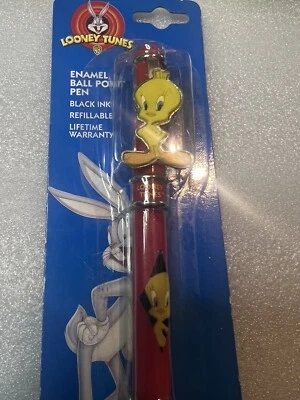 LOONEY TUNES
ENAMEL
BALL POINT
PEN
BLACK INK
REFILLABLE
LIFETIME
WARRANTY